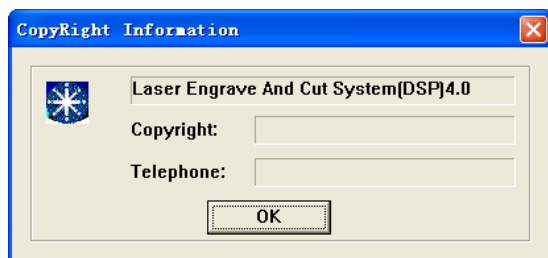 CopyRight Information
Laser Engrave And Cut System(DSP)4.0
Copyright:
Telephone:
OK